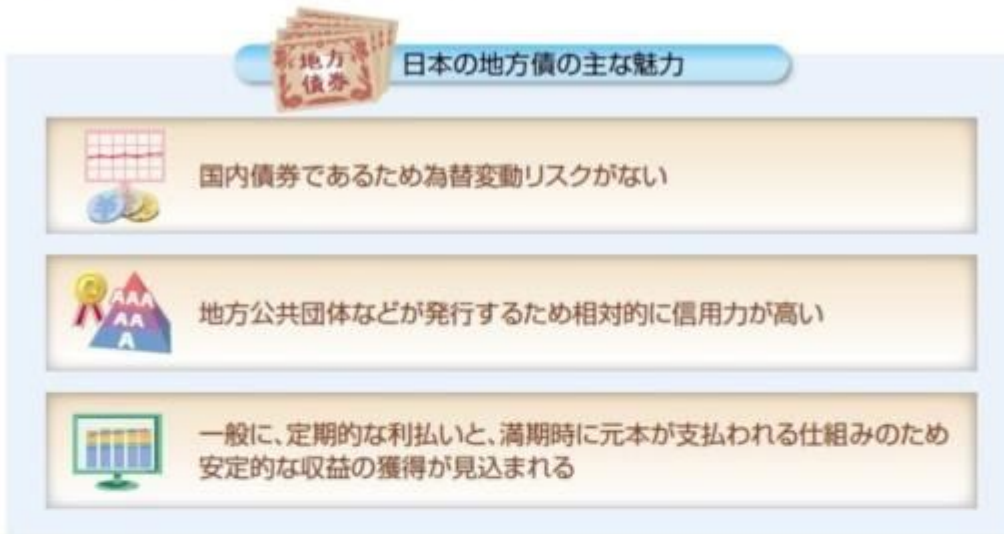 地方
債券
日本の地方債の主な魅力
国内債券であるため為替変動リスクがない
AAA
AA
A
地方公共団体などが発行するため相対的に信用力が高い
一般に、定期的な利払いと、満期時に元本が支払われる仕組みのため
安定的な収益の獲得が見込まれる